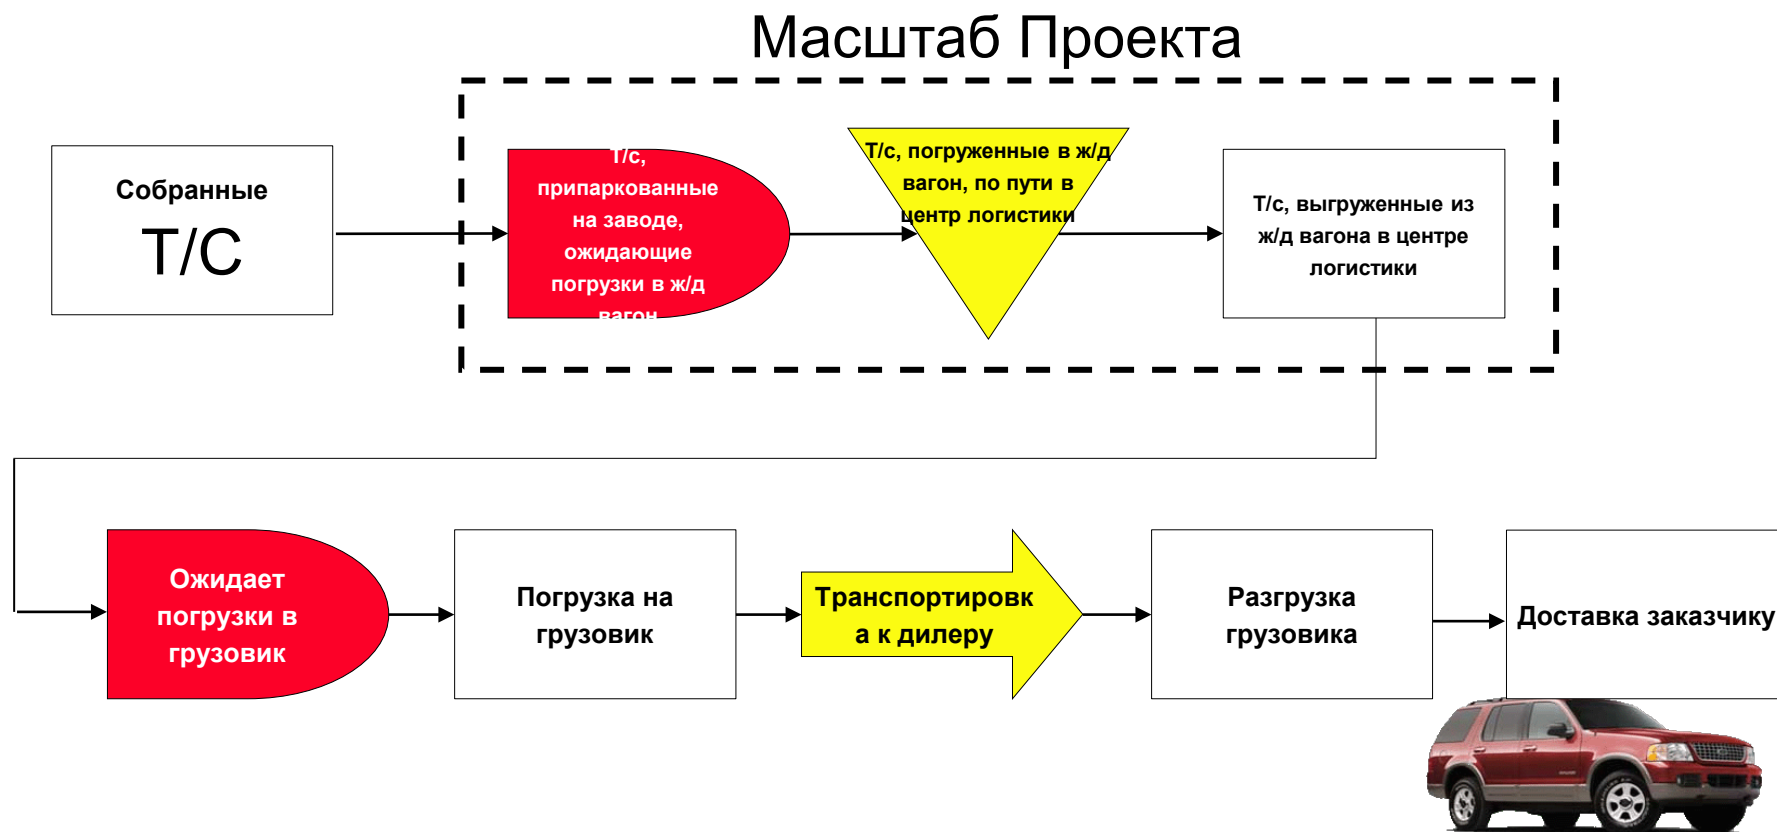 Масштаб Проекта
Собранные
Т/С
Т/с,
припаркованные
на заводе,
ожидающие
погрузки в ж/д
вагон
Т/с, погруженные в ж/д
вагон, по пути в
центр логистики
Т/с, выгруженные из
ж/д вагона в центре
логистики
Ожидает
погрузки в
грузовик
Погрузка на
грузовик
Транспортировк
а к дилеру
Разгрузка
грузовика
Доставка заказчику